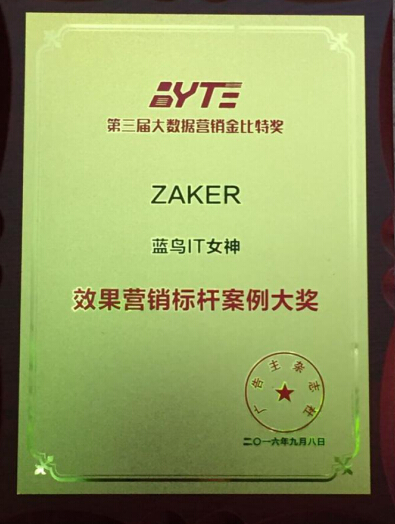 BYTE
第三届大数据营销金比特奖
ZAKER
蓝鸟IT女神
效果营销标杆案例大奖
广告主杂志社
二〇一六年九月八日